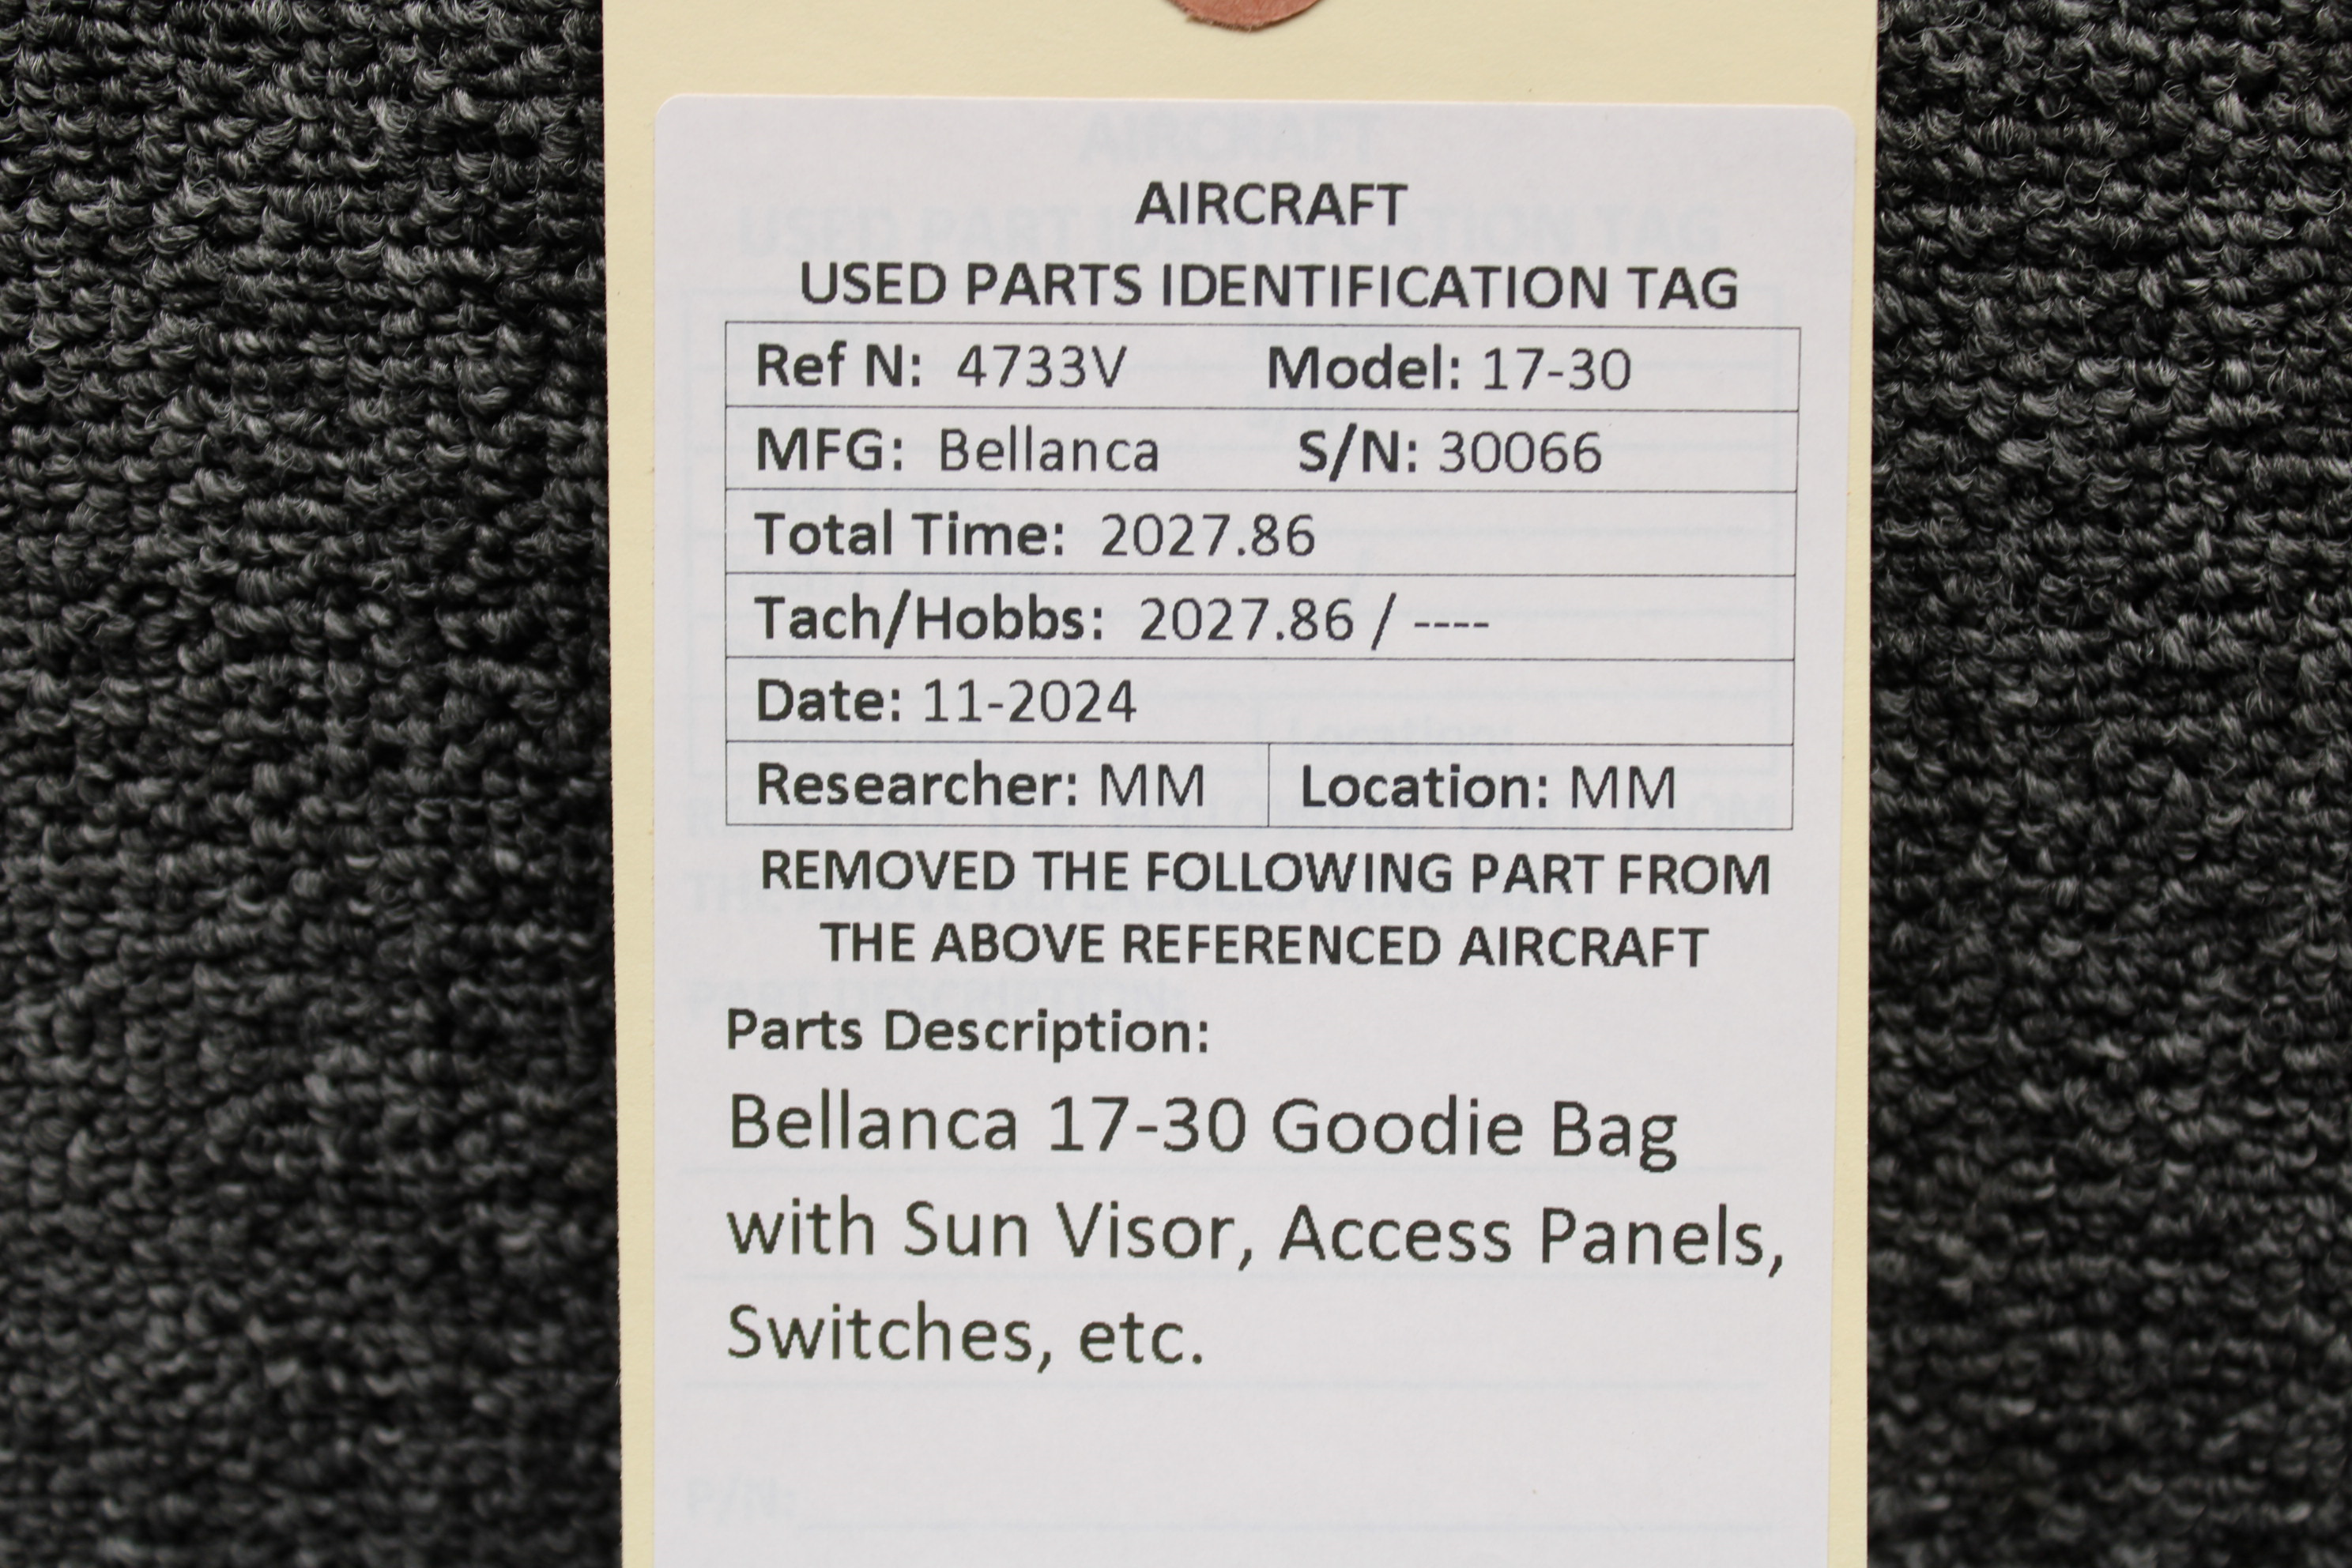 AIRCRAFT
USED PARTS IDENTIFICATION TAG
Ref N: 4733V Model: 17-30
MFG: Bellanca S/N: 30066
Total Time: 2027.86
Tach/Hobbs: 2027.86 / ----
Date: 11-2024
Researcher: MM Location: MM
REMOVED THE FOLLOWING PART FROM
THE ABOVE REFERENCED AIRCRAFT
Parts Description:
Bellanca 17-30 Goodie Bag
with Sun Visor, Access Panels,
Switches, etc.